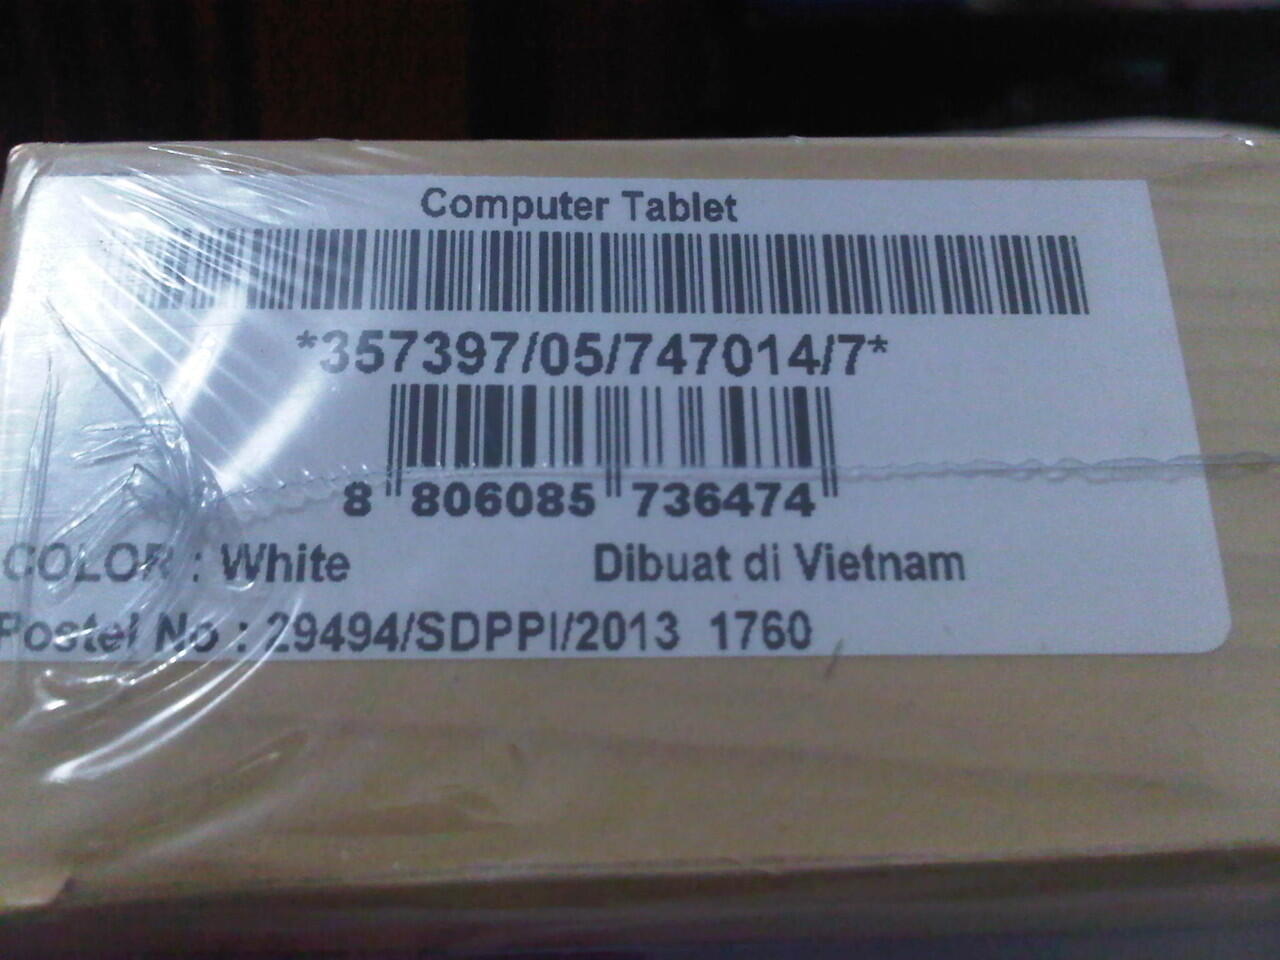 Computer Tablet
*357397/05/747014/7*
8 806085 736474
COLOR : White Dibuat di Vietnam
Postel No : 29494/SDPPI/2013 1760